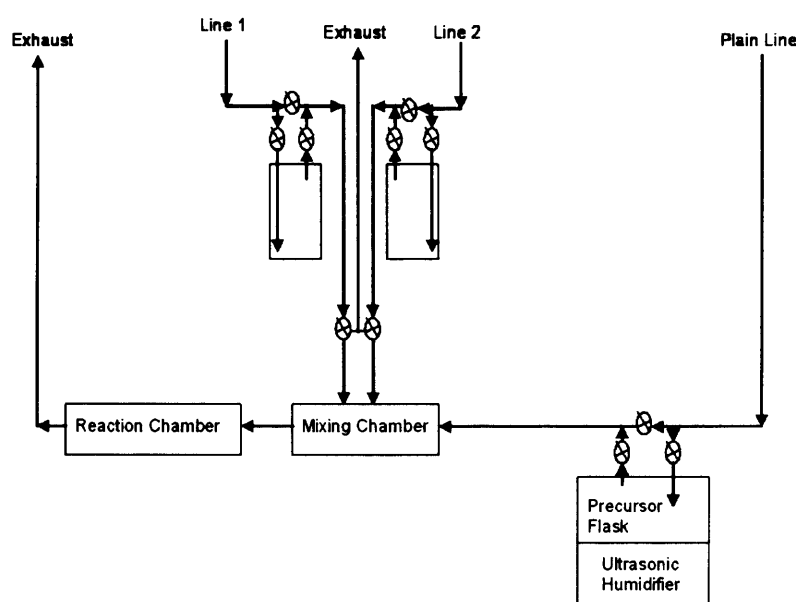 Line 1
Exhaust
Line 2
Exhaust
Plain Line
Reaction Chamber
Mixing Chamber
Precursor
Flask
Ultrasonic
Humidifier